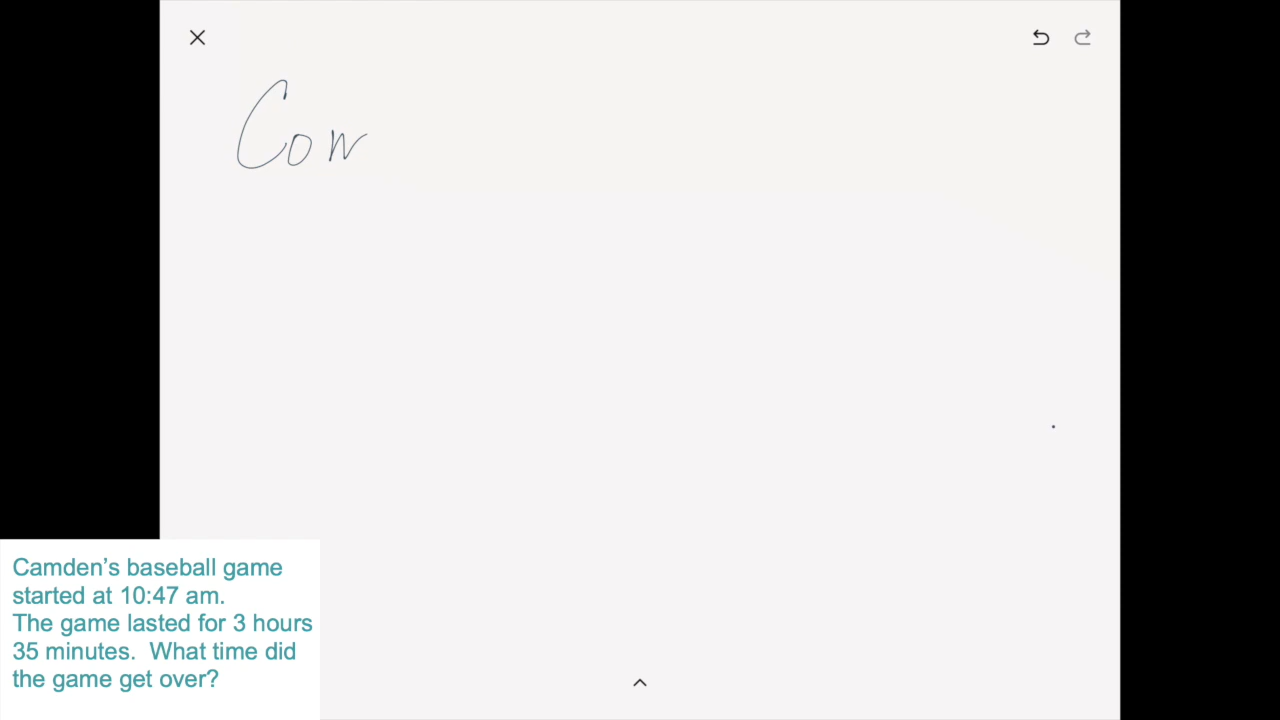 Cow
Camden’s baseball game
started at 10:47 am.
The game lasted for 3 hours
35 minutes.  What time did
the game get over?